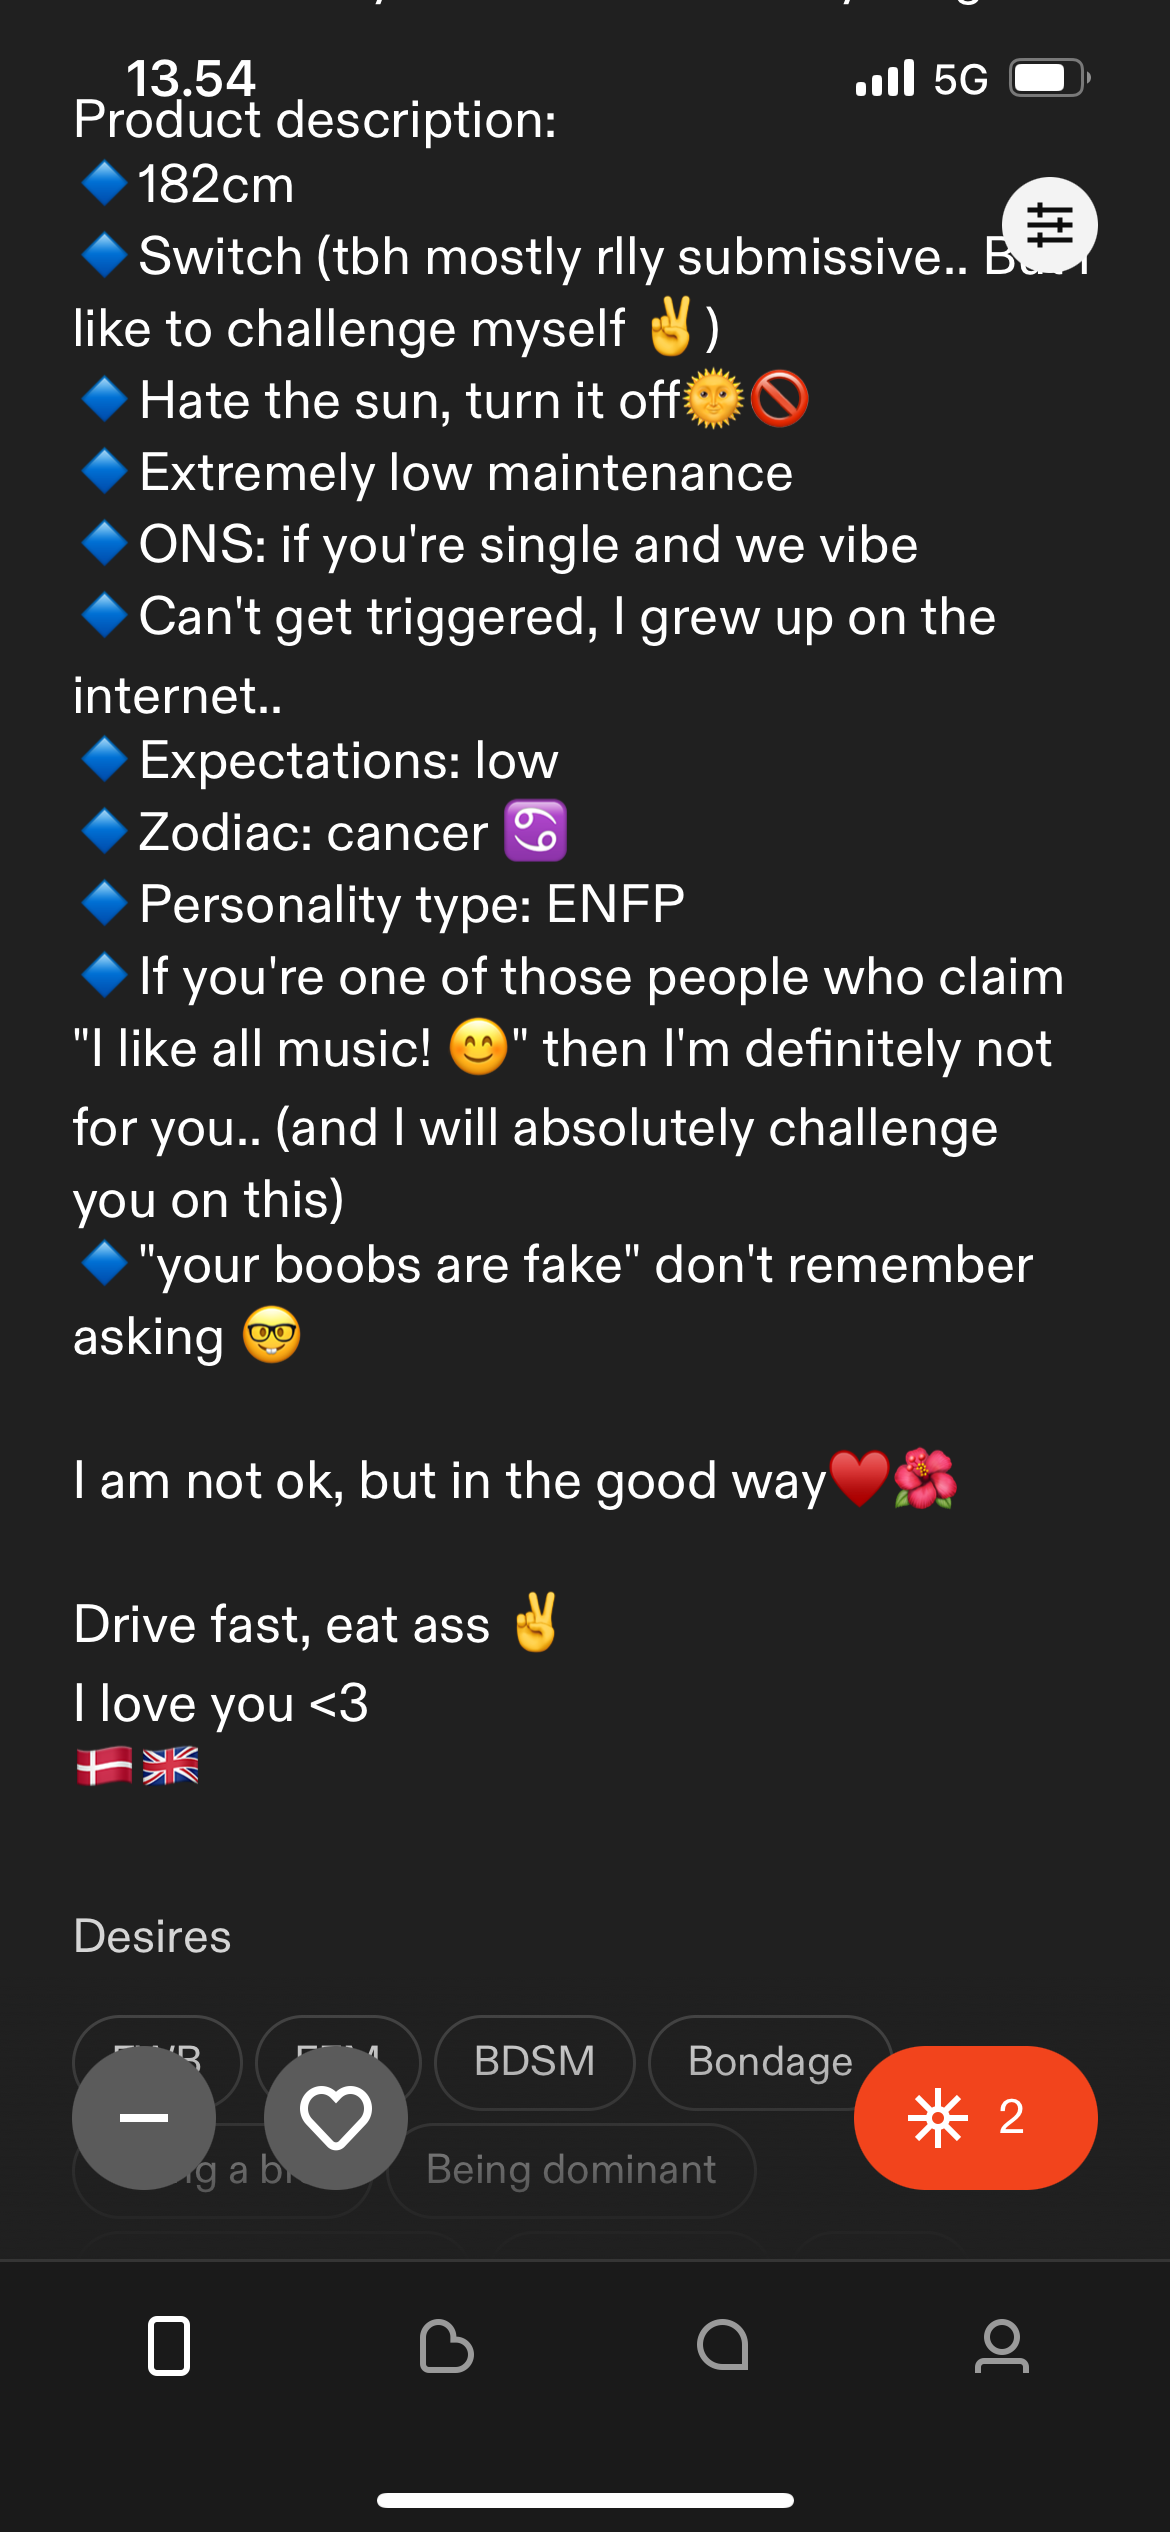 13.54
5G
Product description:
🔷182cm
🔷Switch (tbh mostly rlly submissive.. But I
like to challenge myself ✌️)
🔷Hate the sun, turn it off🌞🚫
🔷Extremely low maintenance
🔷ONS: if you're single and we vibe
🔷Can't get triggered, I grew up on the
internet..
🔷Expectations: low
🔷Zodiac: cancer ♋
🔷Personality type: ENFP
🔷If you're one of those people who claim
"I like all music! 😊" then I'm definitely not
for you.. (and I will absolutely challenge
you on this)
🔷"your boobs are fake" don't remember
asking 🤓
I am not ok, but in the good way♥️🌺
Drive fast, eat ass ✌️
I love you <3
🇩🇰🇬🇧
Desires
BDSM
Bondage
Being dominant
2